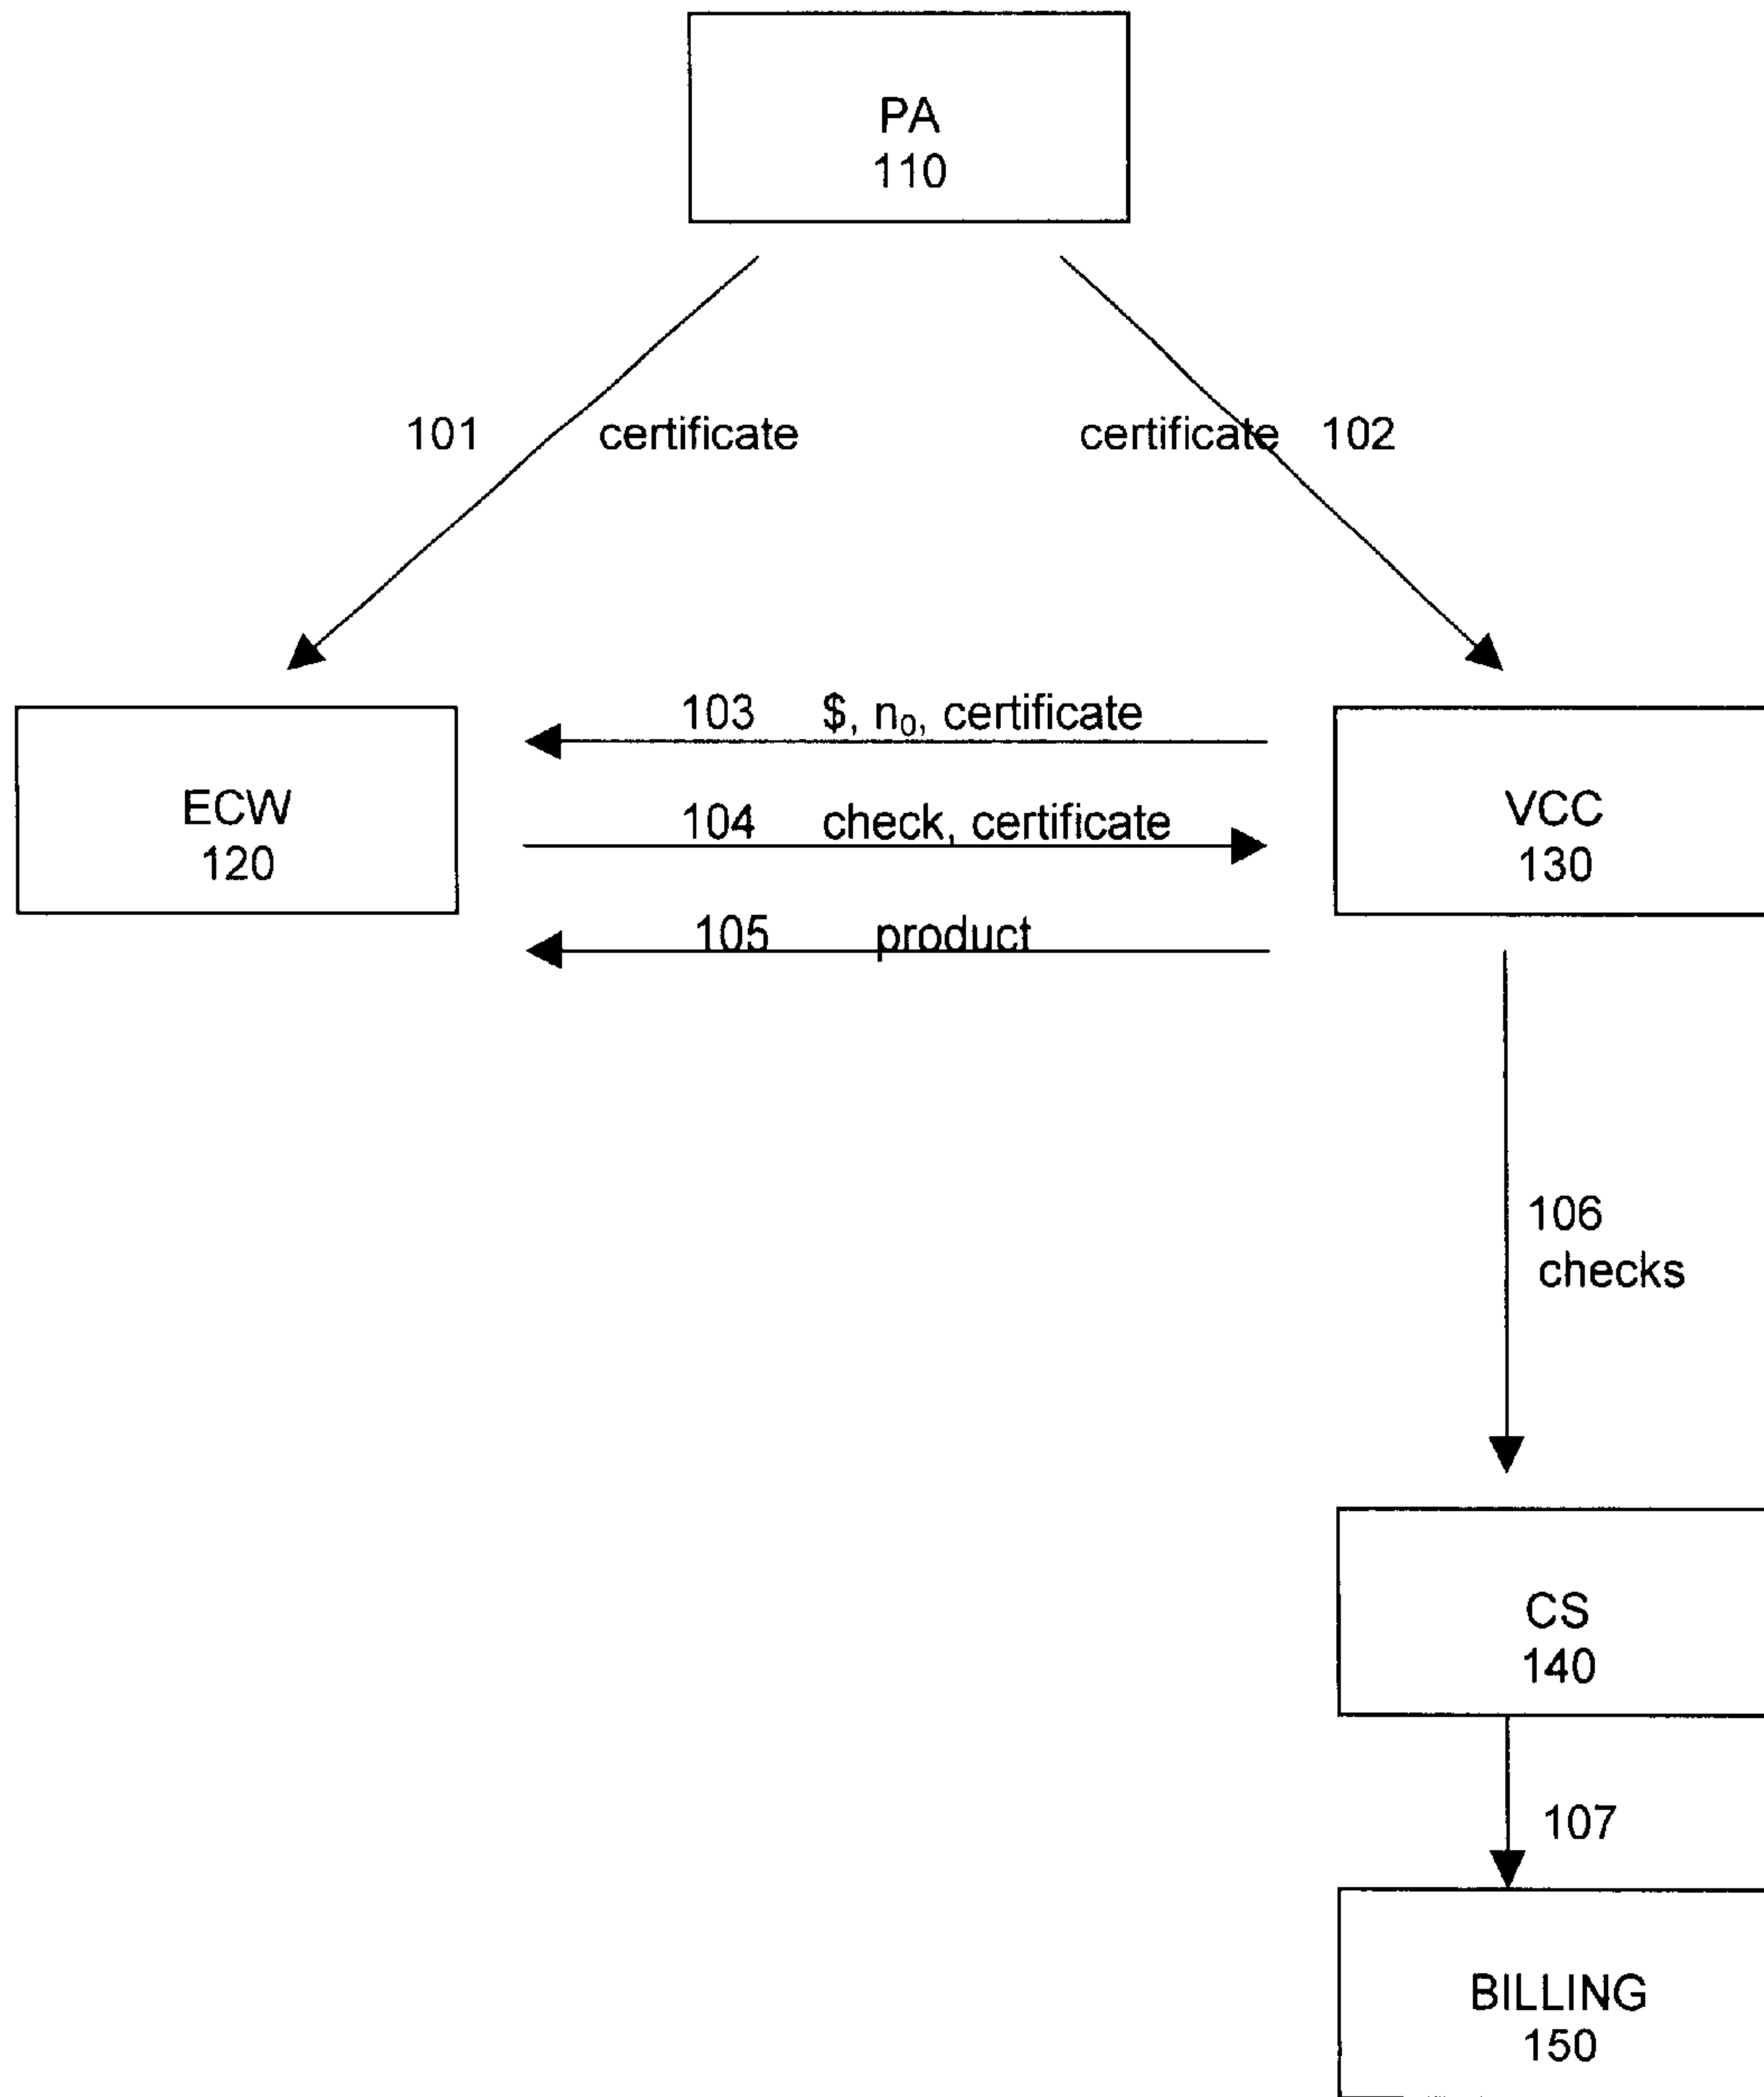 PA
110
101 certificate
certificate 102
103 $, n₀, certificate
ECW
120
104 check, certificate
VCC
130
105 product
106
checks
CS
140
107
BILLING
150